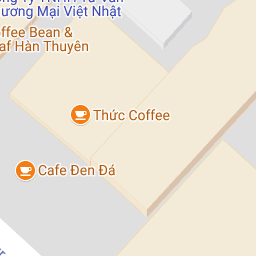 ương Mại Việt Nhật
offee Bean &
af Hàn Thuyên
Thức Coffee
Cafe Đen Đá